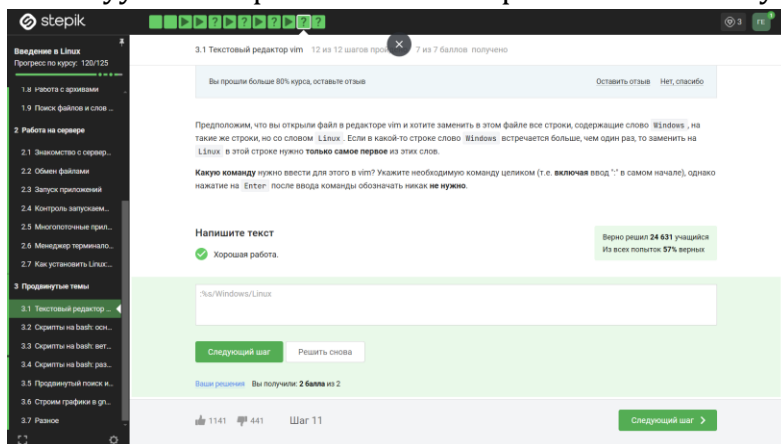 stepik
3
ГЕ
Введение в Linux
Прогресс по курсу: 120/125
1.8 Работа с архивами
1.9 Поиск файлов и слов ...
2 Работа на сервере
2.1 Знакомство с сервер...
2.2 Обмен файлами
2.3 Запуск приложений
2.4 Контроль запускаем...
2.5 Многопоточные прил...
2.6 Менеджер терминало...
2.7 Как установить Linux:...
3 Продвинутые темы
3.1 Текстовый редактор ...
3.2 Скрипты на bash: осн...
3.3 Скрипты на bash: вет...
3.4 Скрипты на bash: раз...
3.5 Продвинутый поиск и...
3.6 Строим графики в gn...
3.7 Разное
3.1 Текстовый редактор vim 12 из 12 шагов 7 из 7 баллов получено
Вы прошли больше 80% курса, оставьте отзыв Оставить отзыв Нет, спасибо
Предположим, что вы открыли файл в редакторе vim и хотите заменить в этом файле все строки, содержащие слово Windows, на
такие же строки, но со словом Linux. Если в какой-то строке слово Windows встречается больше, чем один раз, то заменить на
Linux в этой строке нужно только самое первое из этих слов.
Какую команду нужно ввести для этого в vim? Укажите необходимую команду целиком (т.е. включая ввод ":" в самом начале), однако
нажатие на Enter после ввода команды обозначать никак не нужно.
Напишите текст
Хорошая работа.
Верно решил 24 631 учащийся
Из всех попыток 57% верных
:%s/Windows/Linux
Следующий шаг Решить снова
Ваши решения Вы получили: 2 балла из 2
1141 441 Шаг 11 Следующий шаг